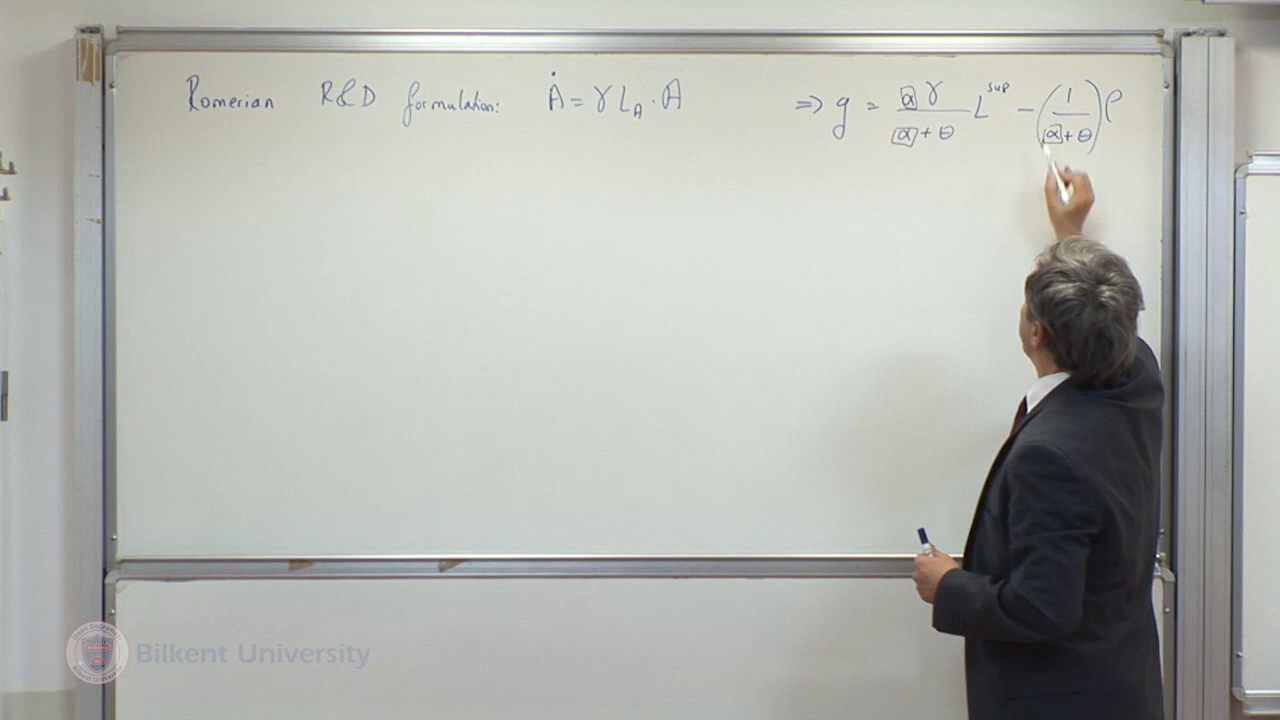 Romerian R&D formulation: Ȧ = γ L_A · A ⇒ g = αγ/(α + θ) L^sup − (1/(α + θ)) ρ
Bilkent University